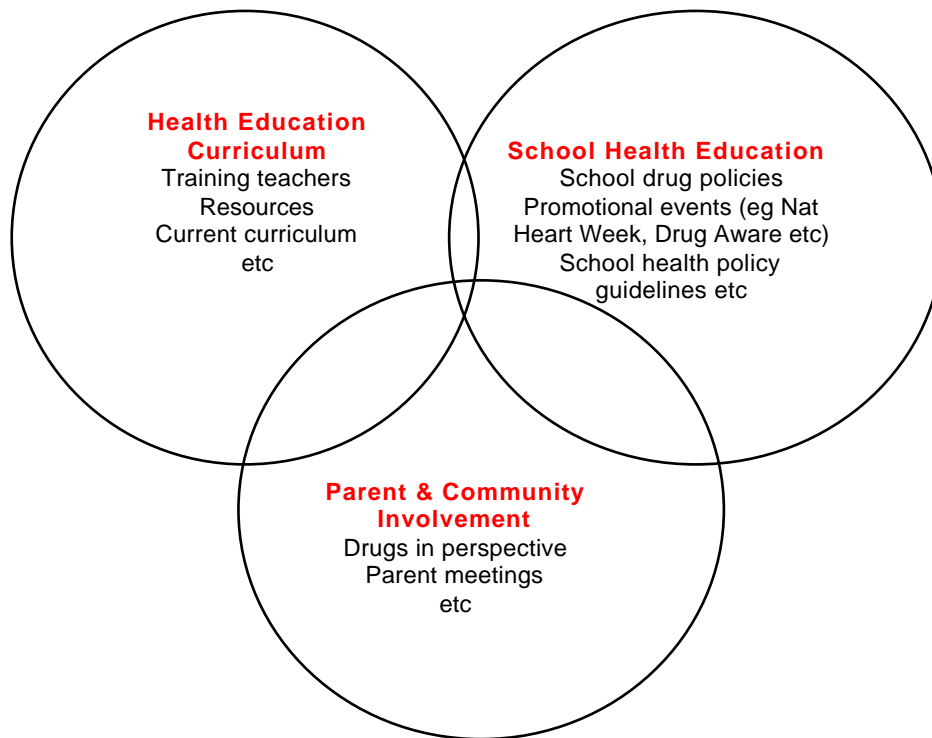 Health Education
Curriculum
Training teachers
Resources
Current curriculum
etc
School Health Education
School drug policies
Promotional events (eg Nat
Heart Week, Drug Aware etc)
School health policy
guidelines etc
Parent & Community
Involvement
Drugs in perspective
Parent meetings
etc